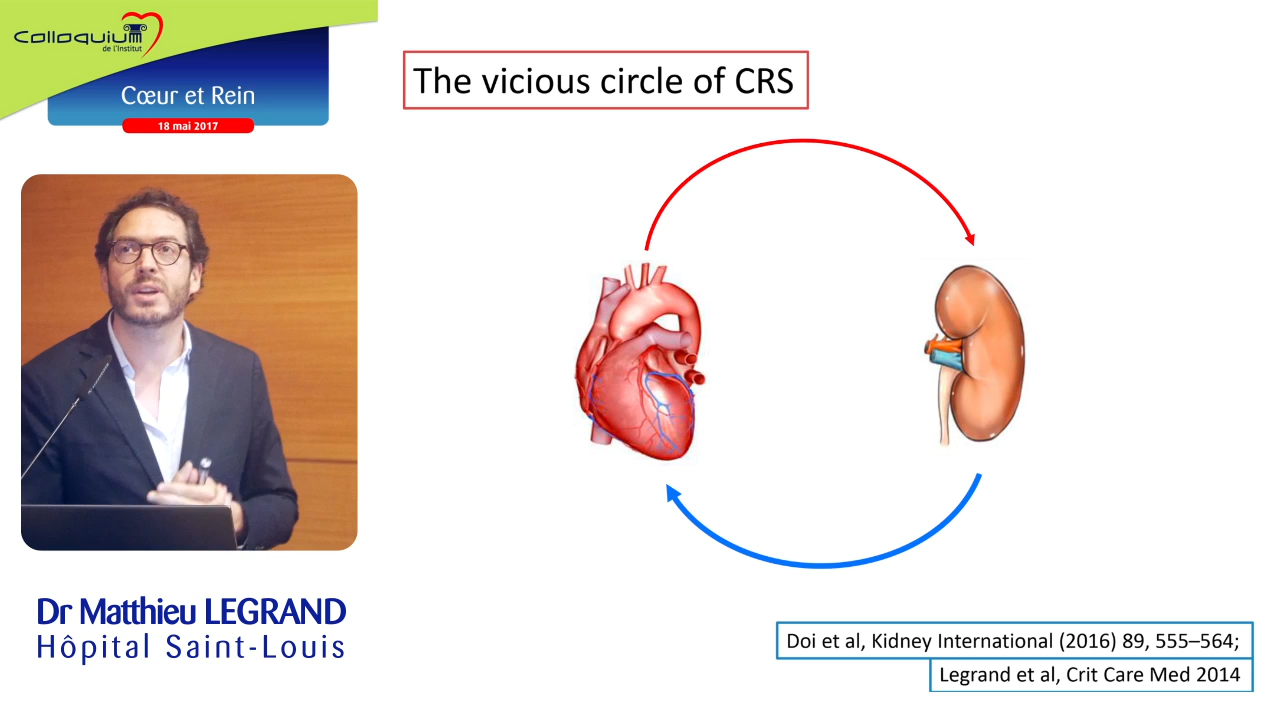 Colloquium
de l'Institut
Cœur et Rein
18 mai 2017
The vicious circle of CRS
Dr Matthieu LEGRAND
Hôpital Saint-Louis
Doi et al, Kidney International (2016) 89, 555–564;
Legrand et al, Crit Care Med 2014